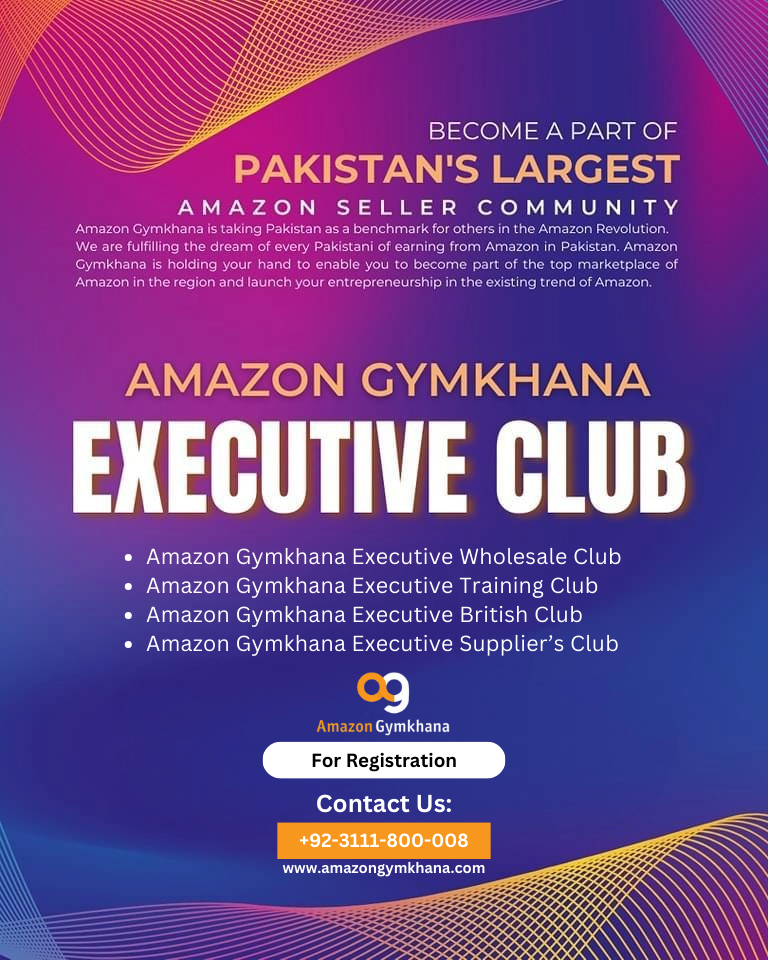 BECOME A PART OF
PAKISTAN'S LARGEST
AMAZON SELLER COMMUNITY
Amazon Gymkhana is taking Pakistan as a benchmark for others in the Amazon Revolution.
We are fulfilling the dream of every Pakistani of earning from Amazon in Pakistan. Amazon
Gymkhana is holding your hand to enable you to become part of the top marketplace of
Amazon in the region and launch your entrepreneurship in the existing trend of Amazon.
AMAZON GYMKHANA
EXECUTIVE CLUB
• Amazon Gymkhana Executive Wholesale Club
• Amazon Gymkhana Executive Training Club
• Amazon Gymkhana Executive British Club
• Amazon Gymkhana Executive Supplier’s Club
ag
Amazon Gymkhana
For Registration
Contact Us:
+92-3111-800-008
www.amazongymkhana.com